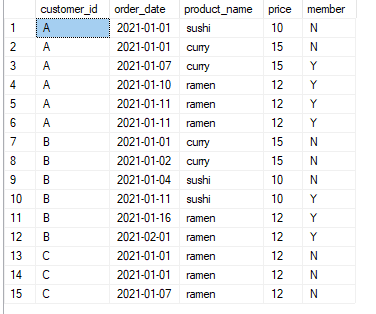 customer_id order_date product_name price member
1 A 2021-01-01 sushi 10 N
2 A 2021-01-01 curry 15 N
3 A 2021-01-07 curry 15 Y
4 A 2021-01-10 ramen 12 Y
5 A 2021-01-11 ramen 12 Y
6 A 2021-01-11 ramen 12 Y
7 B 2021-01-01 curry 15 N
8 B 2021-01-02 curry 15 N
9 B 2021-01-04 sushi 10 N
10 B 2021-01-11 sushi 10 Y
11 B 2021-01-16 ramen 12 Y
12 B 2021-02-01 ramen 12 Y
13 C 2021-01-01 ramen 12 N
14 C 2021-01-01 ramen 12 N
15 C 2021-01-07 ramen 12 N